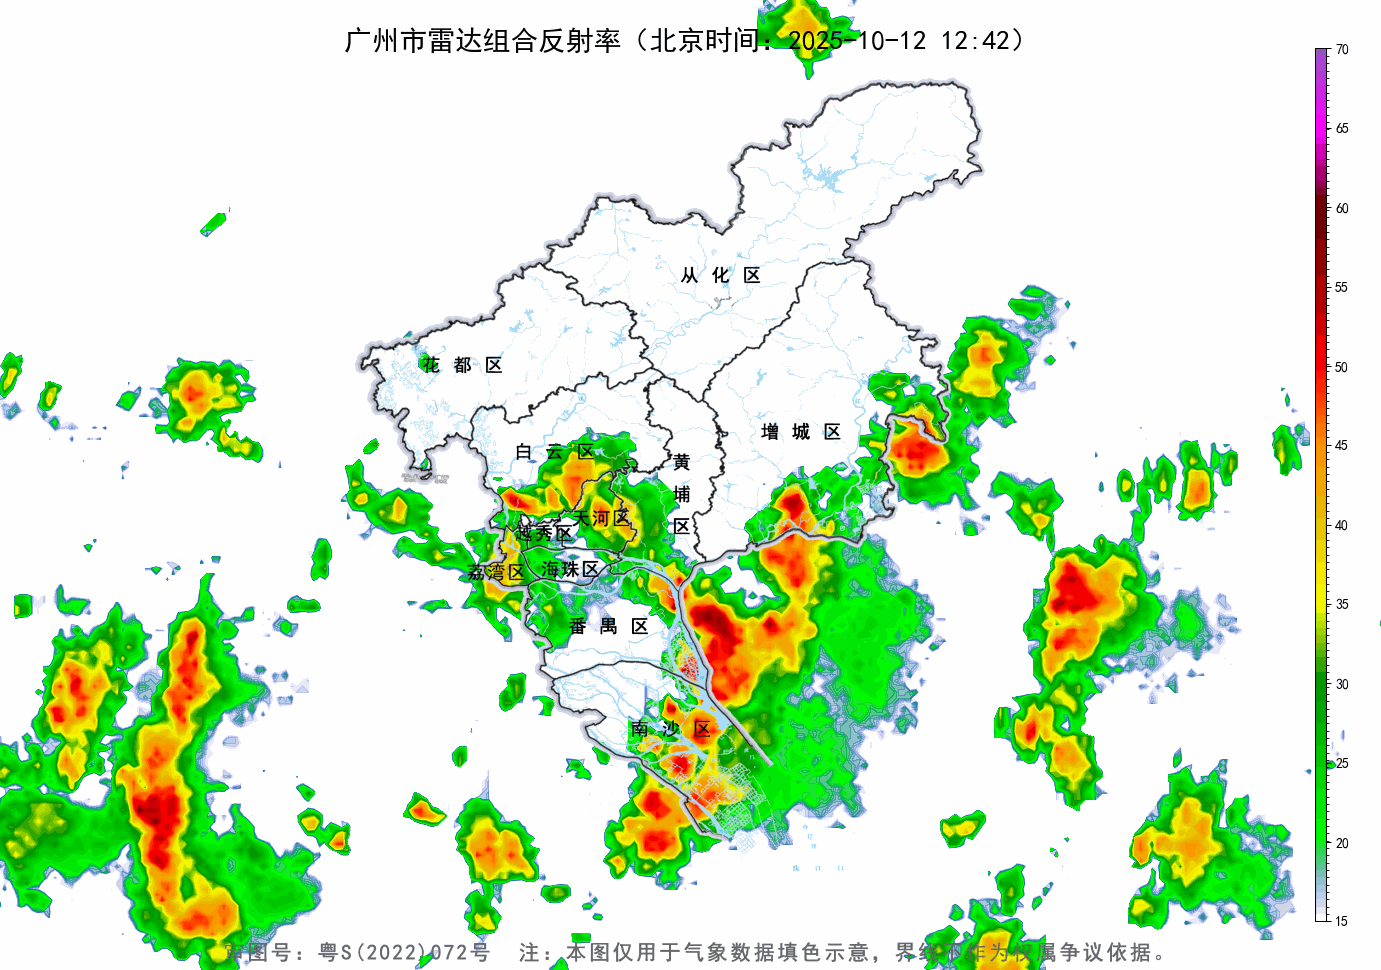 广州市雷达组合反射率（北京时间：2025-10-12 12:42）
70
65
60
55
50
45
40
35
30
25
20
15
从 化 区
花 都 区
增 城 区
白 云 区
黄
埔
区
天河区
越秀区
荔湾区
海珠区
番 禺 区
南 沙 区
审图号：粤S(2022)072号 注：本图仅用于气象数据填色示意，界线不作为权属争议依据。